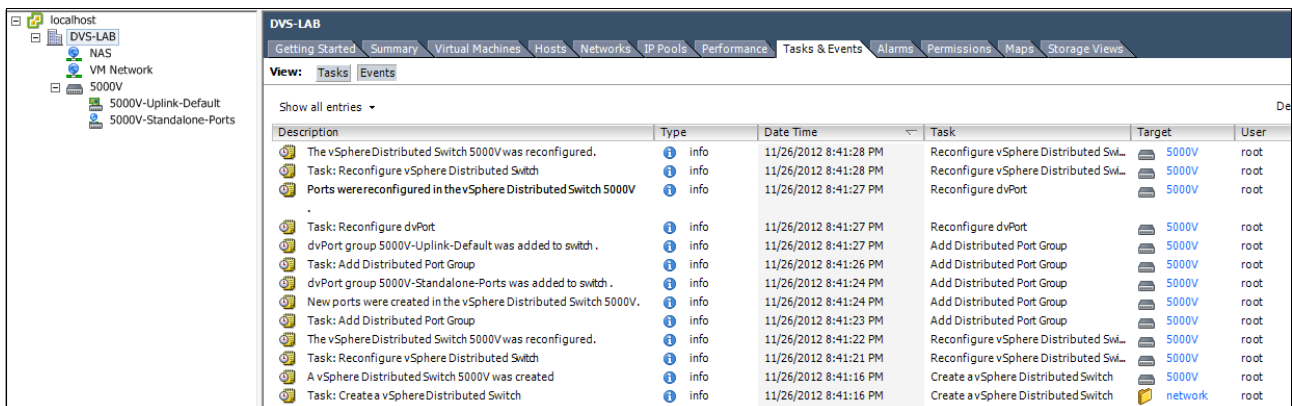 localhost
DVS-LAB
NAS
VM Network
5000V
5000V-Uplink-Default
5000V-Standalone-Ports
DVS-LAB
Getting Started Summary Virtual Machines Hosts Networks IP Pools Performance Tasks & Events Alarms Permissions Maps Storage Views
View: Tasks Events
Show all entries De
Description Type Date Time Task Target User
The vSphere Distributed Switch 5000V was reconfigured. info 11/26/2012 8:41:28 PM Reconfigure vSphere Distributed Swi... 5000V root
Task: Reconfigure vSphere Distributed Switch info 11/26/2012 8:41:28 PM Reconfigure vSphere Distributed Swi... 5000V root
Ports were reconfigured in the vSphere Distributed Switch 5000V info 11/26/2012 8:41:27 PM Reconfigure dvPort 5000V root
.
Task: Reconfigure dvPort info 11/26/2012 8:41:27 PM Reconfigure dvPort 5000V root
dvPort group 5000V-Uplink-Default was added to switch . info 11/26/2012 8:41:27 PM Add Distributed Port Group 5000V root
Task: Add Distributed Port Group info 11/26/2012 8:41:26 PM Add Distributed Port Group 5000V root
dvPort group 5000V-Standalone-Ports was added to switch . info 11/26/2012 8:41:24 PM Add Distributed Port Group 5000V root
New ports were created in the vSphere Distributed Switch 5000V. info 11/26/2012 8:41:24 PM Add Distributed Port Group 5000V root
Task: Add Distributed Port Group info 11/26/2012 8:41:23 PM Add Distributed Port Group 5000V root
The vSphere Distributed Switch 5000V was reconfigured. info 11/26/2012 8:41:22 PM Reconfigure vSphere Distributed Swi... 5000V root
Task: Reconfigure vSphere Distributed Switch info 11/26/2012 8:41:21 PM Reconfigure vSphere Distributed Swi... 5000V root
A vSphere Distributed Switch 5000V was created info 11/26/2012 8:41:16 PM Create a vSphere Distributed Switch 5000V root
Task: Create a vSphere Distributed Switch info 11/26/2012 8:41:16 PM Create a vSphere Distributed Switch network root